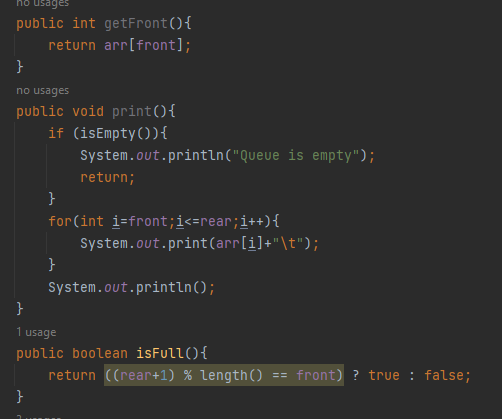 no usages
public int getFront(){
    return arr[front];
}
no usages
public void print(){
    if (isEmpty()){
        System.out.println("Queue is empty");
        return;
    }
    for(int i=front;i<=rear;i++){
        System.out.print(arr[i]+"\t");
    }
    System.out.println();
}
1 usage
public boolean isFull(){
    return ((rear+1) % length() == front) ? true : false;
}